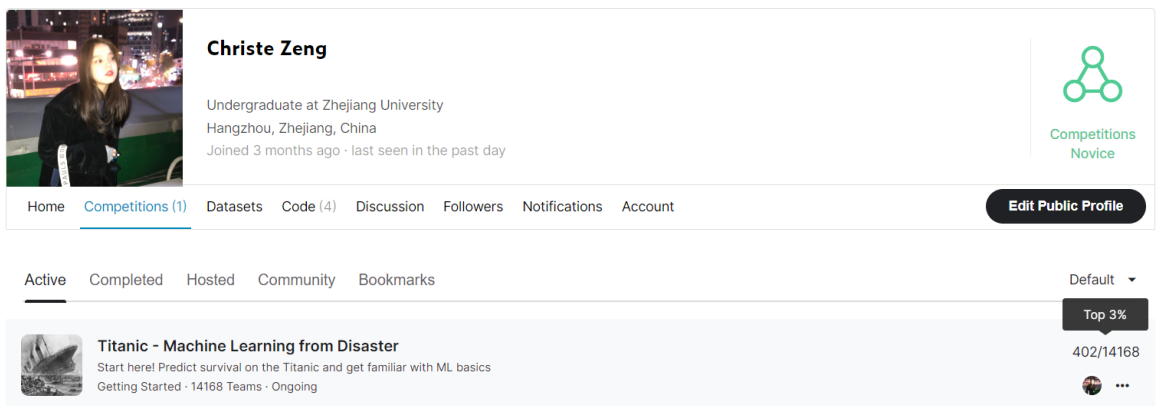 Christe Zeng
Undergraduate at Zhejiang University
Hangzhou, Zhejiang, China
Joined 3 months ago · last seen in the past day
Competitions
Novice
Home Competitions (1) Datasets Code (4) Discussion Followers Notifications Account Edit Public Profile
Active Completed Hosted Community Bookmarks Default
Top 3%
Titanic - Machine Learning from Disaster
402/14168
Start here! Predict survival on the Titanic and get familiar with ML basics
Getting Started · 14168 Teams · Ongoing